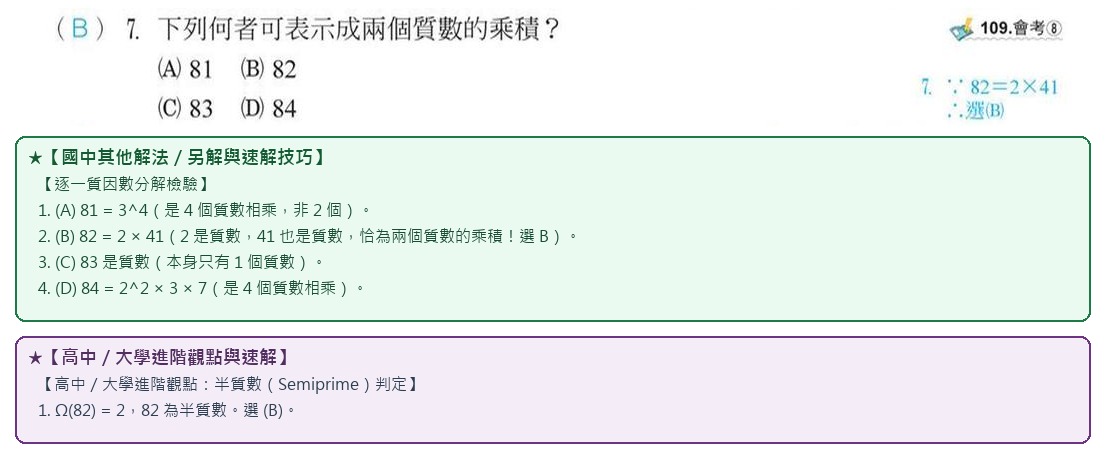 （B） 7. 下列何者可表示成兩個質數的乘積？
109.會考⑧
(A) 81 (B) 82
(C) 83 (D) 84
7. ∵ 82＝2×41
∴選(B)
★【國中其他解法 / 另解與速解技巧】
【逐一質因數分解檢驗】
1. (A) 81 = 3^4（是 4 個質數相乘，非 2 個）。
2. (B) 82 = 2 × 41（2 是質數，41 也是質數，恰為兩個質數的乘積！選 B）。
3. (C) 83 是質數（本身只有 1 個質數）。
4. (D) 84 = 2^2 × 3 × 7（是 4 個質數相乘）。
★【高中 / 大學進階觀點與速解】
【高中 / 大學進階觀點：半質數（Semiprime）判定】
1. Ω(82) = 2，82 為半質數。選 (B)。